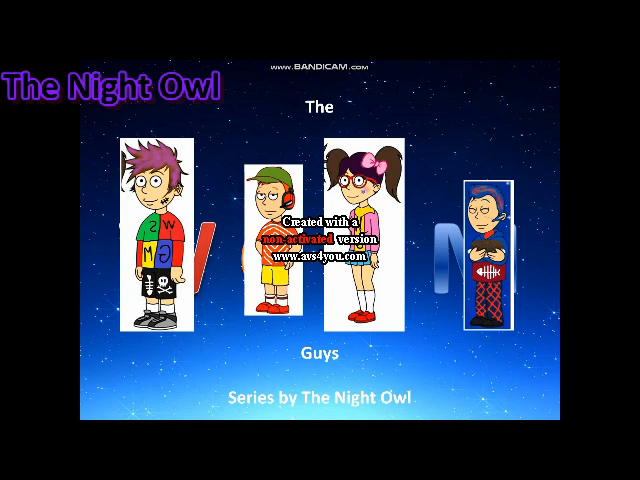 www.BANDICAM.com
The Night Owl
The
Created with a
non-activated version
www.avs4you.com
Guys
Series by The Night Owl